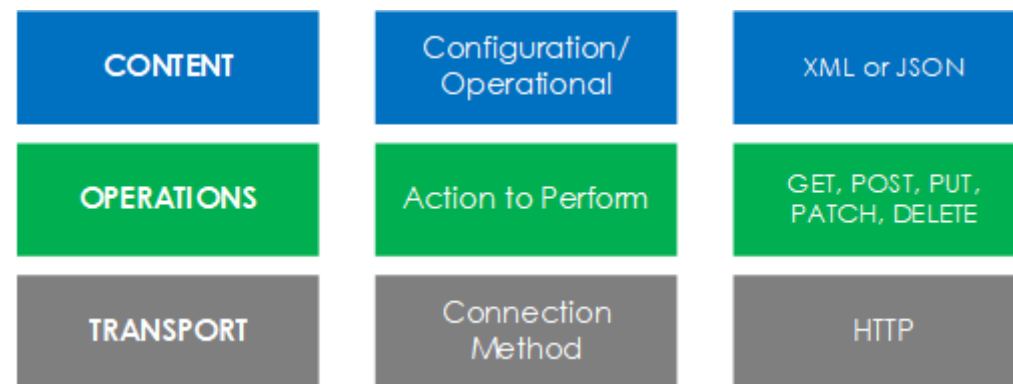 CONTENT
Configuration/
Operational
XML or JSON
OPERATIONS
Action to Perform
GET, POST, PUT,
PATCH, DELETE
TRANSPORT
Connection
Method
HTTP